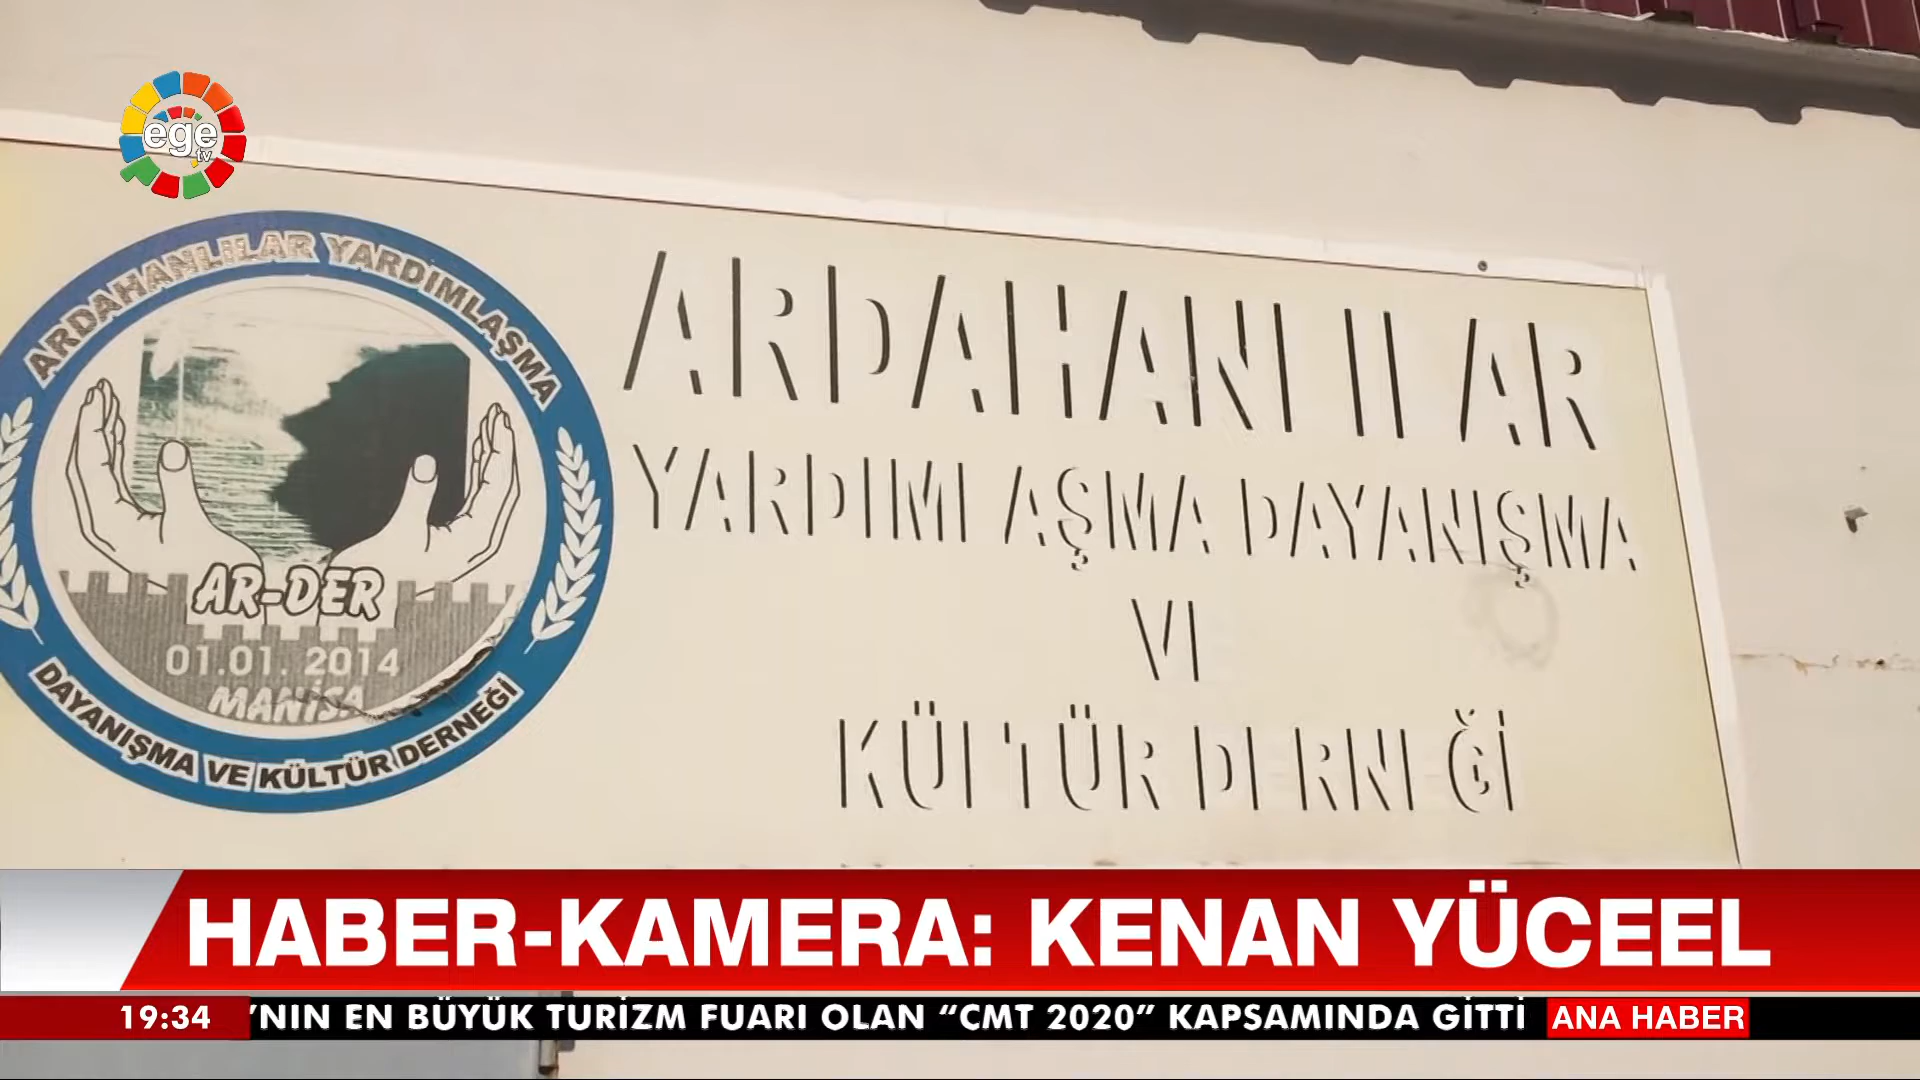 ege
tv
ARDAHANLILAR YARDIMLAŞMA
AR-DER
01.01. 2014
MANİSA
DAYANIŞMA VE KÜLTÜR DERNEĞİ
ARDAHANLILAR
YARDIMLAŞMA DAYANIŞMA
VE
KÜLTÜR DERNEĞİ
HABER-KAMERA: KENAN YÜCEEL
19:34 'NIN EN BÜYÜK TURİZM FUARI OLAN “CMT 2020” KAPSAMINDA GİTTİ ANA HABER